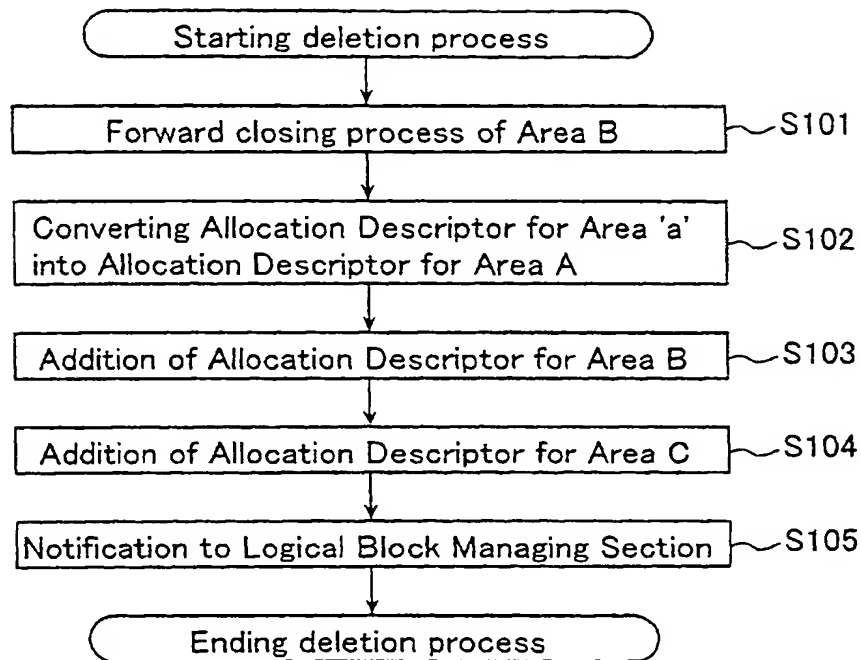 Starting deletion process
Forward closing process of Area B
S101
Converting Allocation Descriptor for Area 'a'
into Allocation Descriptor for Area A
S102
Addition of Allocation Descriptor for Area B
S103
Addition of Allocation Descriptor for Area C
S104
Notification to Logical Block Managing Section
S105
Ending deletion process